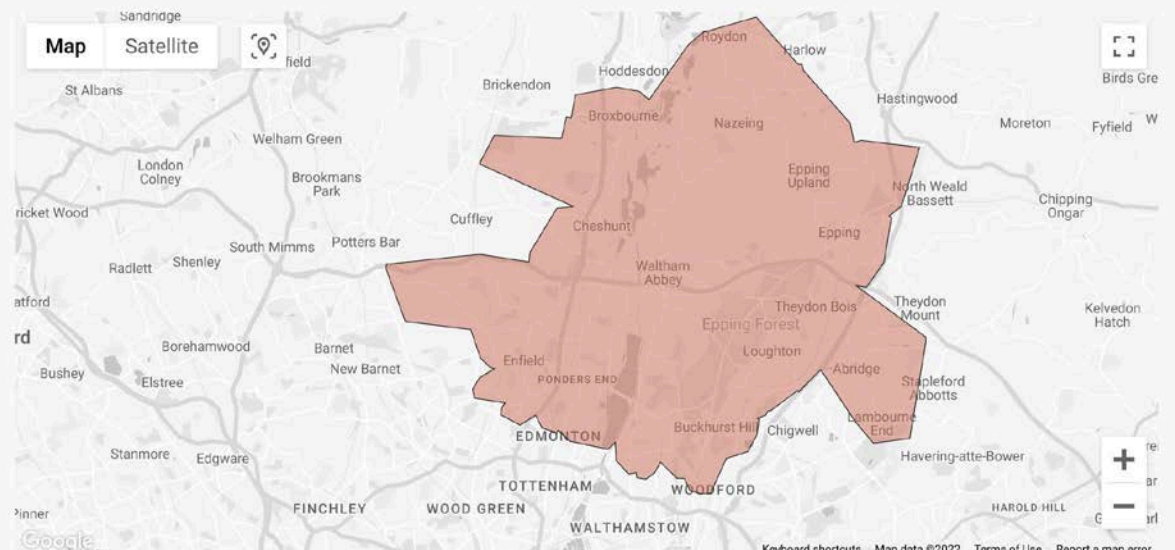 Sandridge
Map
Satellite
field
Roydon
Harlow
Hoddesdon
Birds Gre
St Albans
Brickendon
Hastingwood
Broxbourne
Nazeing
Moreton
Fyfield
W
Welham Green
London
Colney
Brookmans
Park
Epping
Upland
North Weald
Bassett
Chipping
Ongar
ricket Wood
Cuffley
Cheshunt
Epping
South Mimms
Potters Bar
Radlett
Shenley
Waltham
Abbey
atford
Theydon Bois
Theydon
Mount
Kelvedon
Hatch
rd
Epping Forest
Borehamwood
Barnet
New Barnet
Enfield
Loughton
Bushey
Elstree
PONDERS END
Abridge
Stapleford
Abbotts
Buckhurst Hill
Chigwell
Lambourne
End
EDMONTON
Stanmore
Edgware
Havering-atte-Bower
TOTTENHAM
WOODFORD
FINCHLEY
WOOD GREEN
HAROLD HILL
Pinner
WALTHAMSTOW
Google
Keyboard shortcuts
Map data ©2022
Terms of Use
Report a map error